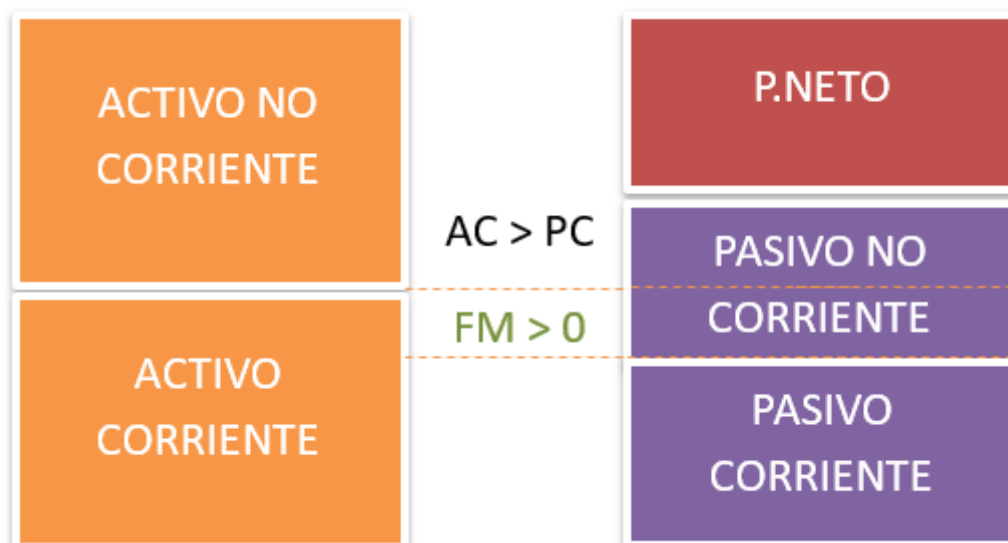 ACTIVO NO
CORRIENTE
ACTIVO
CORRIENTE
AC > PC
FM > 0
P.NETO
PASIVO NO
CORRIENTE
PASIVO
CORRIENTE